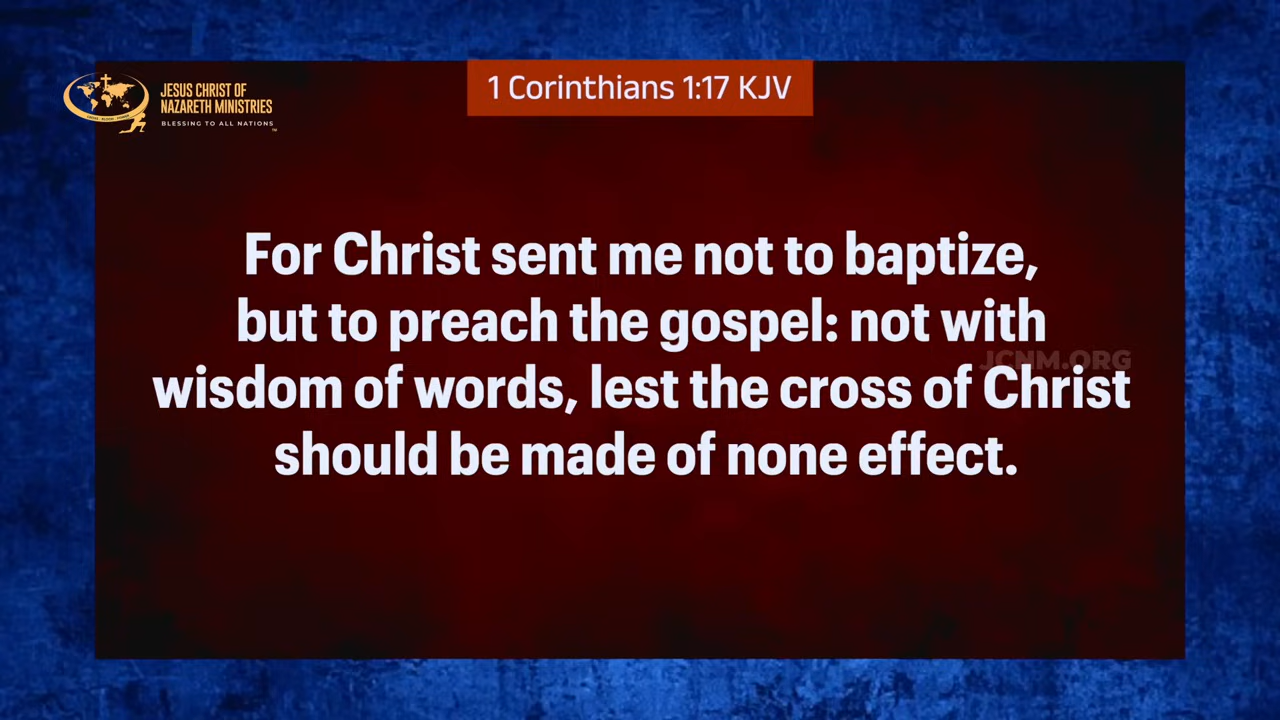 1 Corinthians 1:17 KJV
JESUS CHRIST OF
NAZARETH MINISTRIES
BLESSING TO ALL NATIONS
For Christ sent me not to baptize,
but to preach the gospel: not with
wisdom of words, lest the cross of Christ
should be made of none effect.
JCNM.ORG